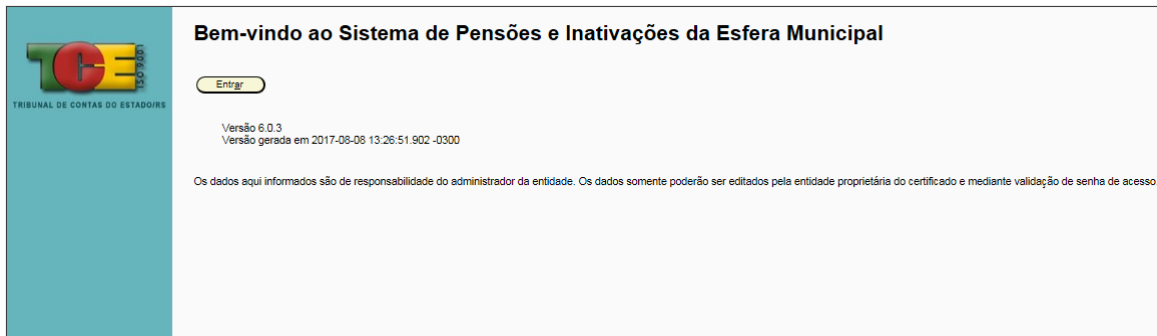 Bem-vindo ao Sistema de Pensões e Inativações da Esfera Municipal
TCE
ISO 9001
TRIBUNAL DE CONTAS DO ESTADO/RS
Entrar
Versão 6.0.3
Versão gerada em 2017-08-08 13:26:51.902 -0300
Os dados aqui informados são de responsabilidade do administrador da entidade. Os dados somente poderão ser editados pela entidade proprietária do certificado e mediante validação de senha de acesso